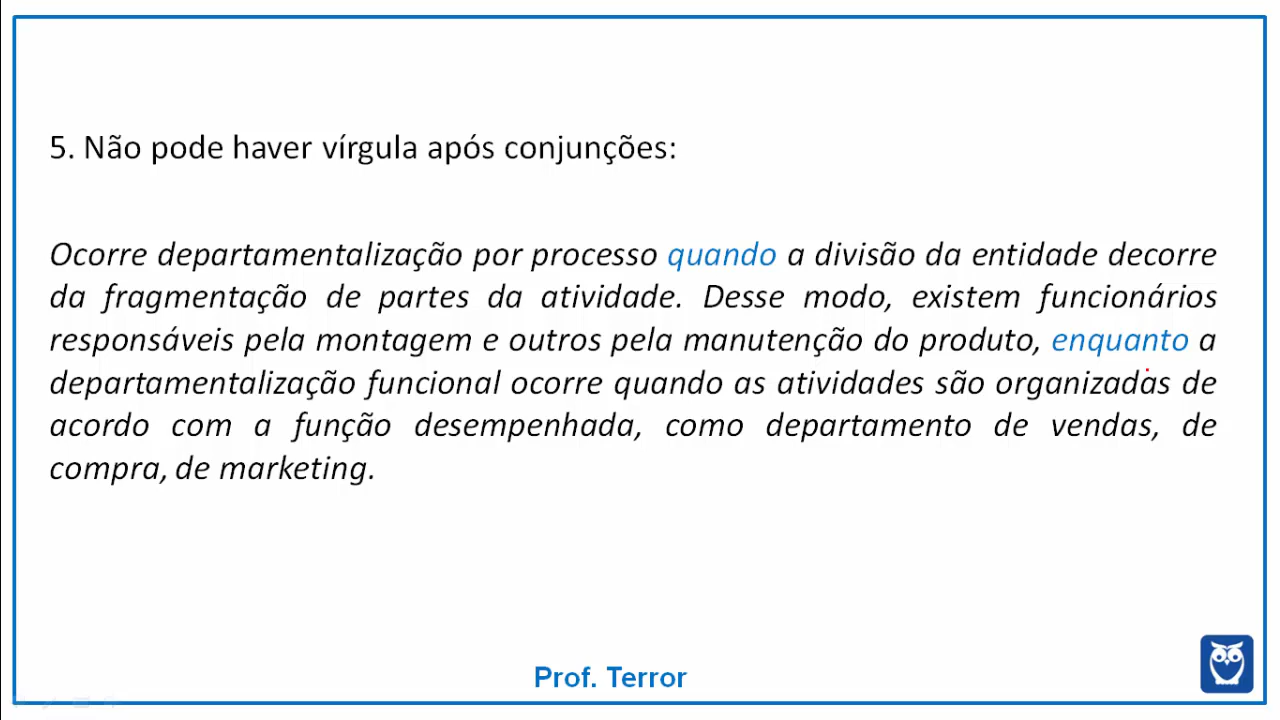 5. Não pode haver vírgula após conjunções:
Ocorre departamentalização por processo quando a divisão da entidade decorre
da fragmentação de partes da atividade. Desse modo, existem funcionários
responsáveis pela montagem e outros pela manutenção do produto, enquanto a
departamentalização funcional ocorre quando as atividades são organizadas de
acordo com a função desempenhada, como departamento de vendas, de
compra, de marketing.
Prof. Terror